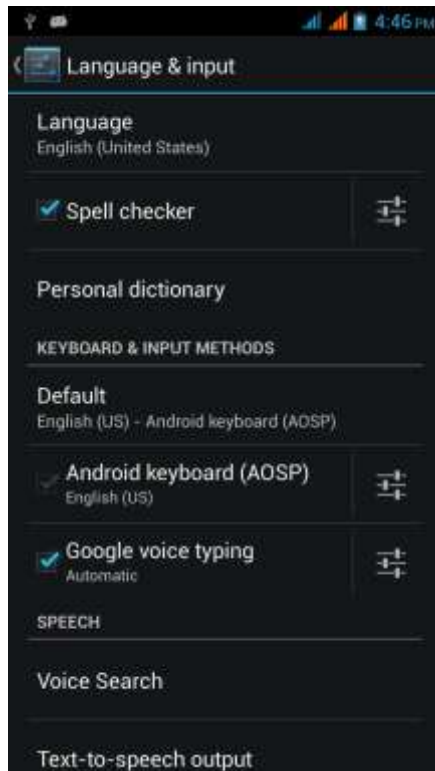 4:46 PM
Language & input
Language
English (United States)
Spell checker
Personal dictionary
KEYBOARD & INPUT METHODS
Default
English (US) - Android keyboard (AOSP)
Android keyboard (AOSP)
English (US)
Google voice typing
Automatic
SPEECH
Voice Search
Text-to-speech output